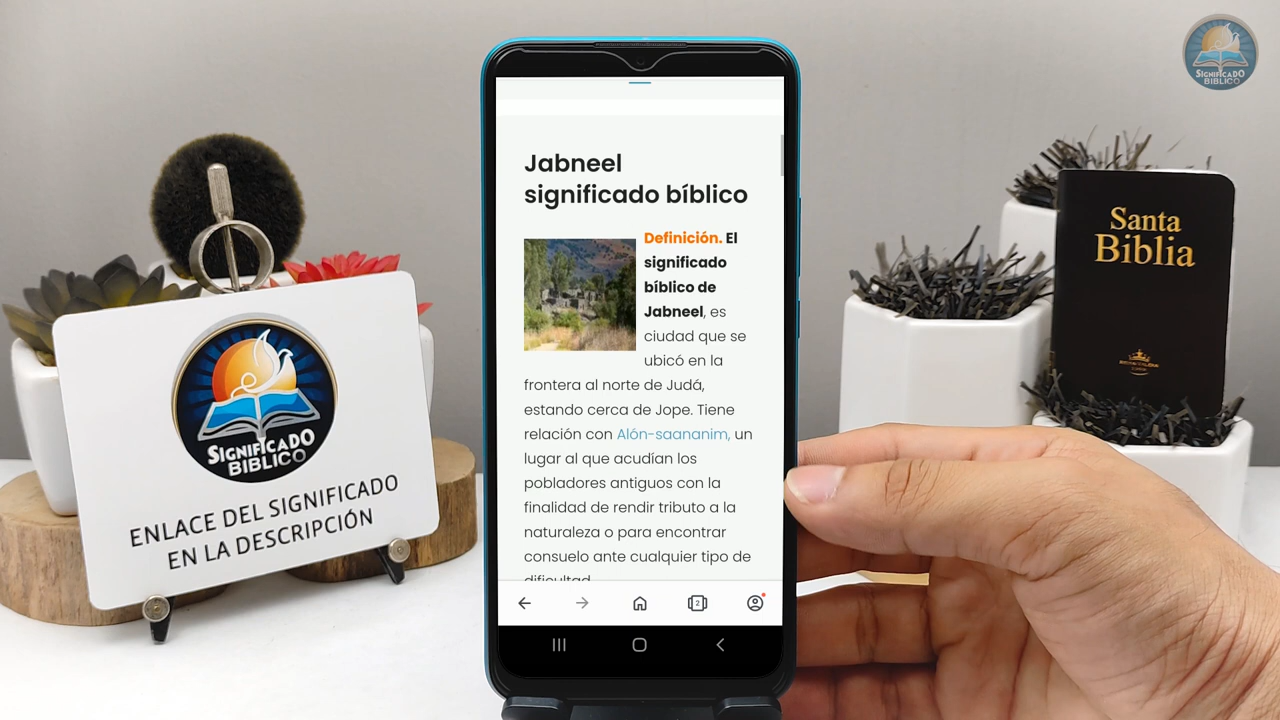 SIGNIFICADO
BIBLICO
Jabneel
significado bíblico
Definición. El
significado
bíblico de
Jabneel, es
ciudad que se
ubicó en la
frontera al norte de Judá,
estando cerca de Jope. Tiene
relación con Alón-saananim, un
lugar al que acudían los
pobladores antiguos con la
finalidad de rendir tributo a la
naturaleza o para encontrar
consuelo ante cualquier tipo de
dificultad
2
SIGNIFICADO
BIBLICO
ENLACE DEL SIGNIFICADO
EN LA DESCRIPCIÓN
Santa
Biblia